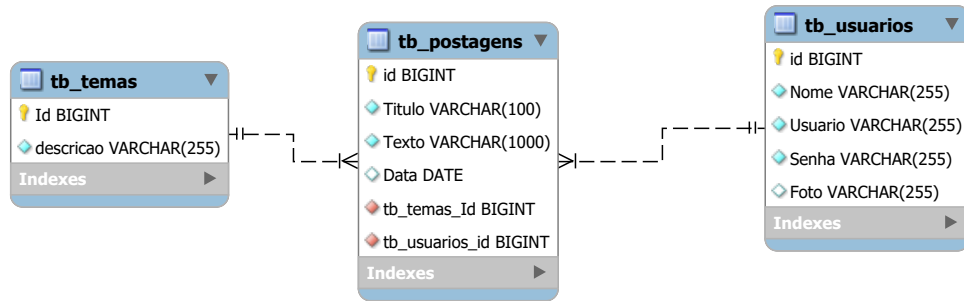 tb_temas
Id BIGINT
descricao VARCHAR(255)
Indexes
tb_postagens
id BIGINT
Titulo VARCHAR(100)
Texto VARCHAR(1000)
Data DATE
tb_temas_Id BIGINT
tb_usuarios_id BIGINT
Indexes
tb_usuarios
id BIGINT
Nome VARCHAR(255)
Usuario VARCHAR(255)
Senha VARCHAR(255)
Foto VARCHAR(255)
Indexes